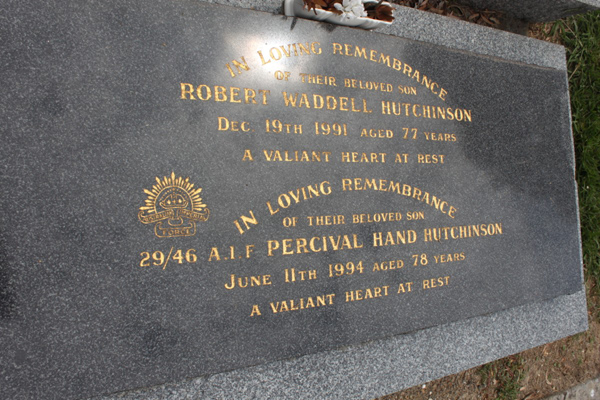 IN LOVING REMEMBRANCE
OF THEIR BELOVED SON
ROBERT WADDELL HUTCHINSON
DEC 19TH 1991 AGED 77 YEARS
A VALIANT HEART AT REST
IN LOVING REMEMBRANCE
OF THEIR BELOVED SON
29/46 A.I.F PERCIVAL HAND HUTCHINSON
JUNE 11TH 1994 AGED 78 YEARS
A VALIANT HEART AT REST